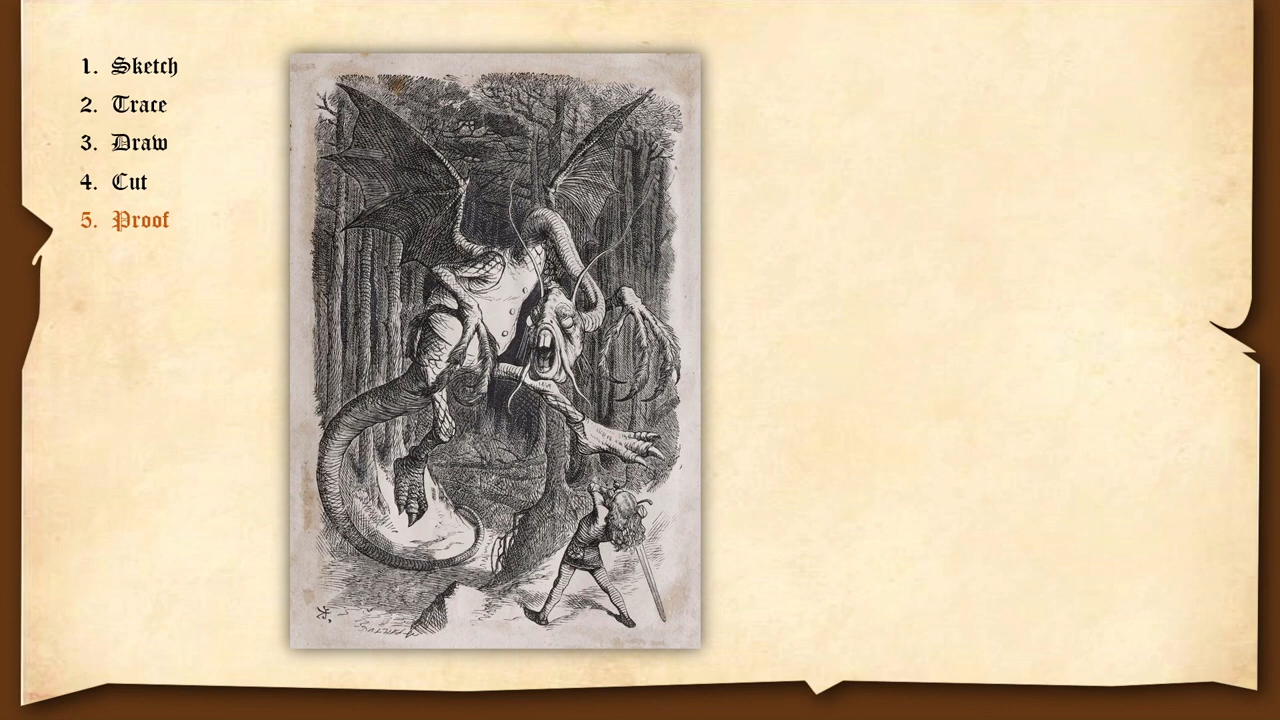 1. Sketch
2. Trace
3. Draw
4. Cut
5. Proof